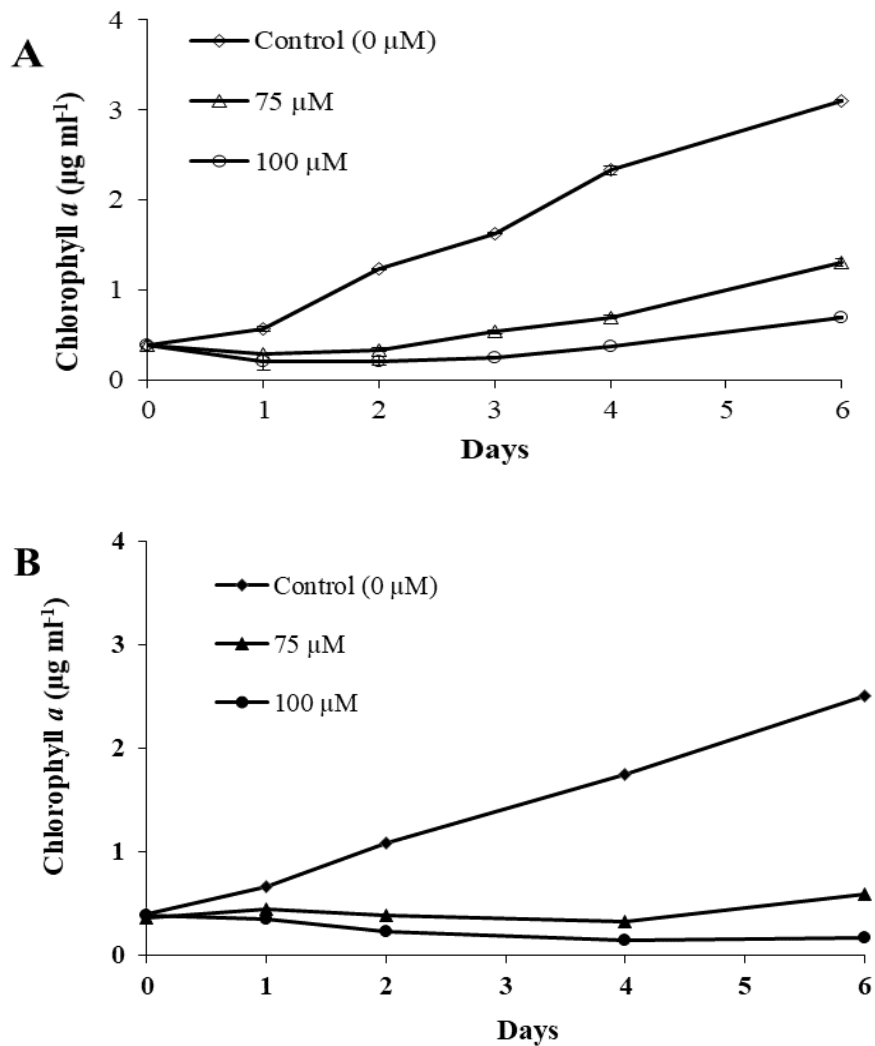 A
Chlorophyll a (µg ml-1)
4
3
2
1
0
Control (0 µM)
75 µM
100 µM
0 1 2 3 4 5 6
Days
B
Chlorophyll a (µg ml-1)
4
3
2
1
0
Control (0 µM)
75 µM
100 µM
0 1 2 3 4 5 6
Days